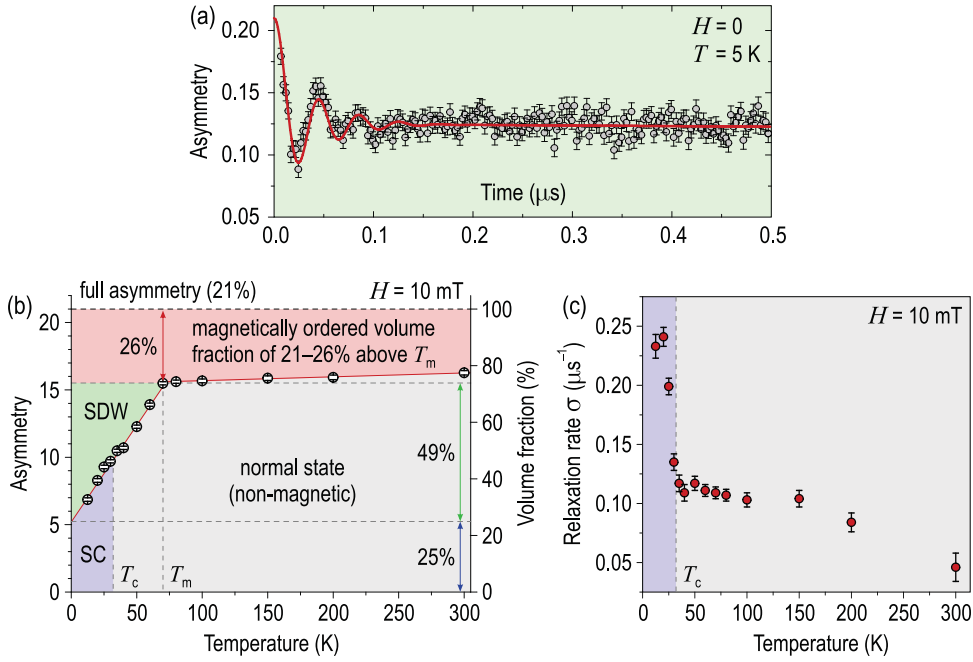 (a)
H = 0
T = 5 K
0.20
0.15
0.10
0.05
Asymmetry
Time (μs)
0.0
0.1
0.2
0.3
0.4
0.5
(b)
full asymmetry (21%)
H = 10 mT
20
15
10
5
0
Asymmetry
100
80
60
40
20
0
Volume fraction (%)
26%
magnetically ordered volume
fraction of 21–26% above Tm
SDW
49%
normal state
(non-magnetic)
SC
25%
Tc
Tm
0
50
100
150
200
250
300
Temperature (K)
(c)
H = 10 mT
0.25
0.20
0.15
0.10
0.05
Relaxation rate σ (μs⁻¹)
Tc
0
50
100
150
200
250
300
Temperature (K)